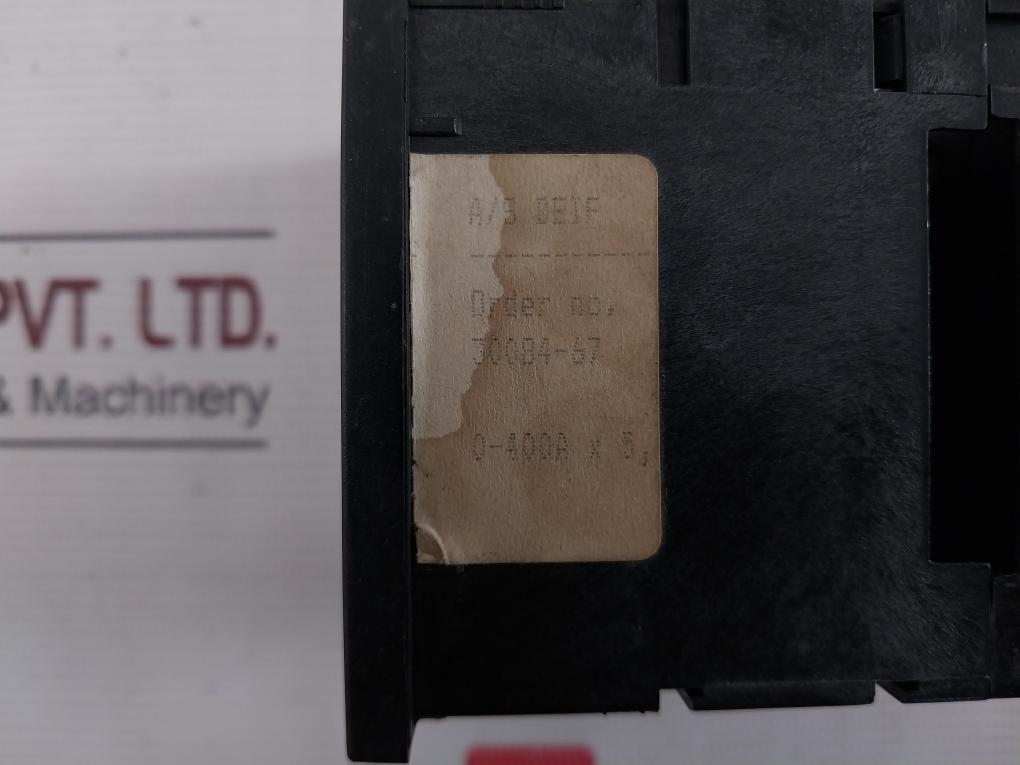 A/S DEIF
--------------------
Order no.
30084-67
0-400A x 5,
PVT. LTD.
& Machinery